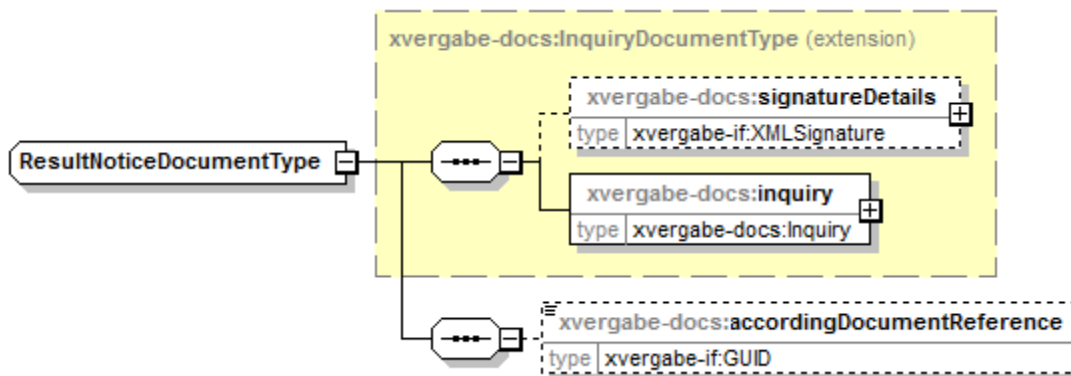 xvergabe-docs:InquiryDocumentType (extension)
xvergabe-docs:signatureDetails
type xvergabe-if:XMLSignature
ResultNoticeDocumentType
xvergabe-docs:inquiry
type xvergabe-docs:Inquiry
xvergabe-docs:accordingDocumentReference
type xvergabe-if:GUID